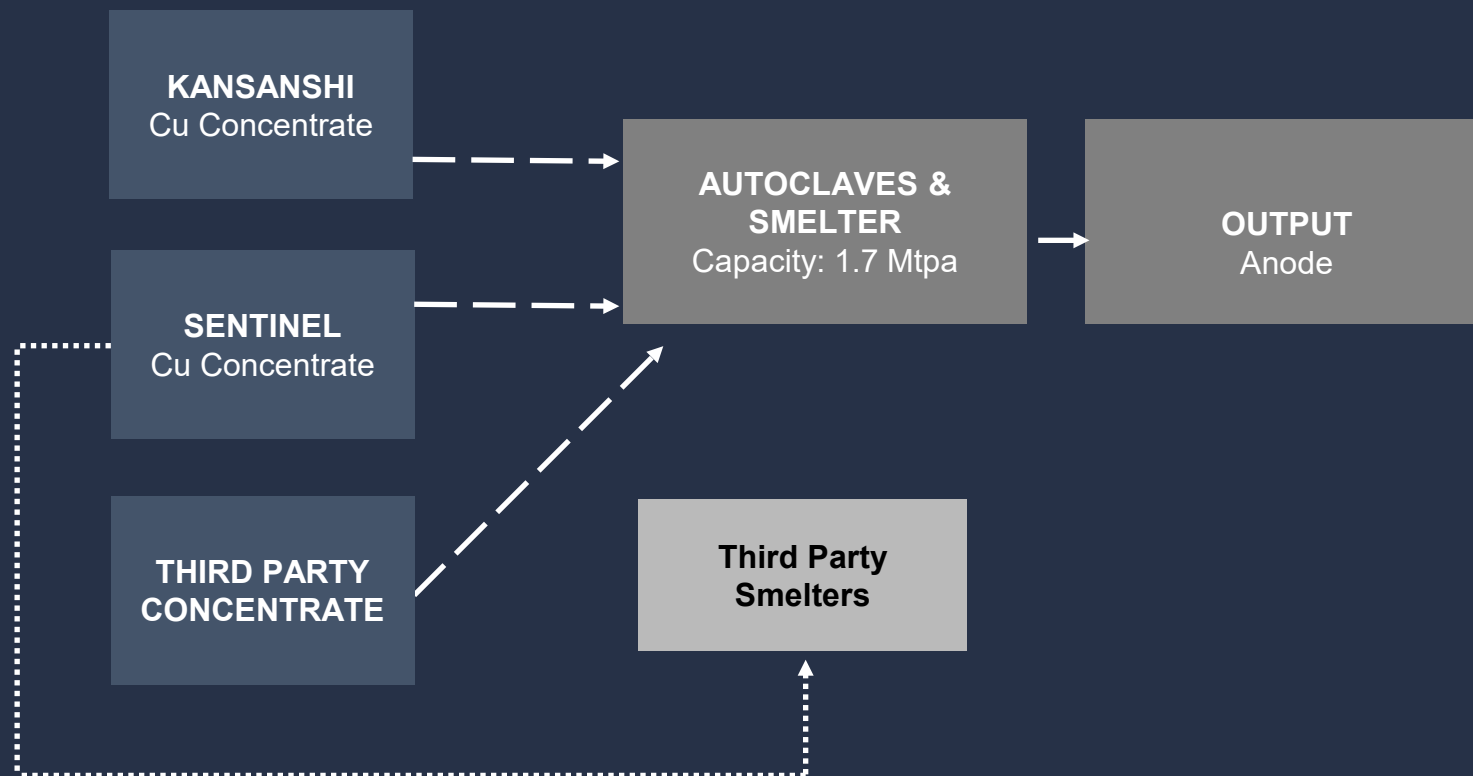 KANSANSHI
Cu Concentrate
AUTOCLAVES &
SMELTER
Capacity: 1.7 Mtpa
OUTPUT
Anode
SENTINEL
Cu Concentrate
THIRD PARTY
CONCENTRATE
Third Party
Smelters